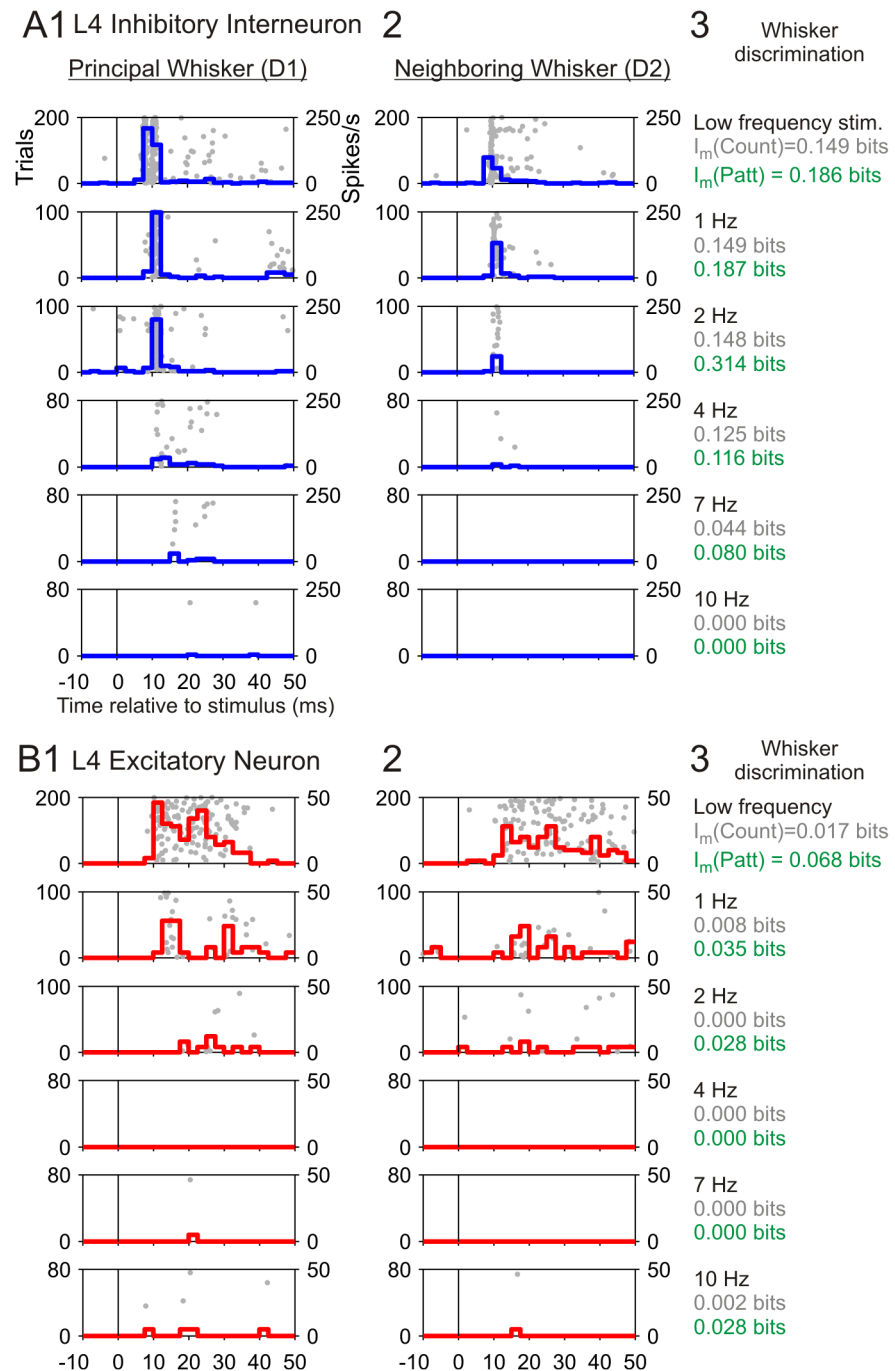 A1 L4 Inhibitory Interneuron 2 3 Whisker
discrimination
Principal Whisker (D1) Neighboring Whisker (D2)
Trials
Spikes/s
200 250 200 250
0 0 0 0
Low frequency stim.
Im(Count)=0.149 bits
Im(Patt) = 0.186 bits
100 250 100 250
0 0 0 0
1 Hz
0.149 bits
0.187 bits
100 250 100 250
0 0 0 0
2 Hz
0.148 bits
0.314 bits
80 250 80 250
0 0 0 0
4 Hz
0.125 bits
0.116 bits
80 250 80 250
0 0 0 0
7 Hz
0.044 bits
0.080 bits
80 250 80 250
0 0 0 0
10 Hz
0.000 bits
0.000 bits
-10 0 10 20 30 40 50 -10 0 10 20 30 40 50
Time relative to stimulus (ms)
B1 L4 Excitatory Neuron 2 3 Whisker
discrimination
200 50 200 50
0 0 0 0
Low frequency
Im(Count)=0.017 bits
Im(Patt) = 0.068 bits
100 50 100 50
0 0 0 0
1 Hz
0.008 bits
0.035 bits
100 50 100 50
0 0 0 0
2 Hz
0.000 bits
0.028 bits
80 50 80 50
0 0 0 0
4 Hz
0.000 bits
0.000 bits
80 50 80 50
0 0 0 0
7 Hz
0.000 bits
0.000 bits
80 50 80 50
0 0 0 0
10 Hz
0.002 bits
0.028 bits
-10 0 10 20 30 40 50 -10 0 10 20 30 40 50